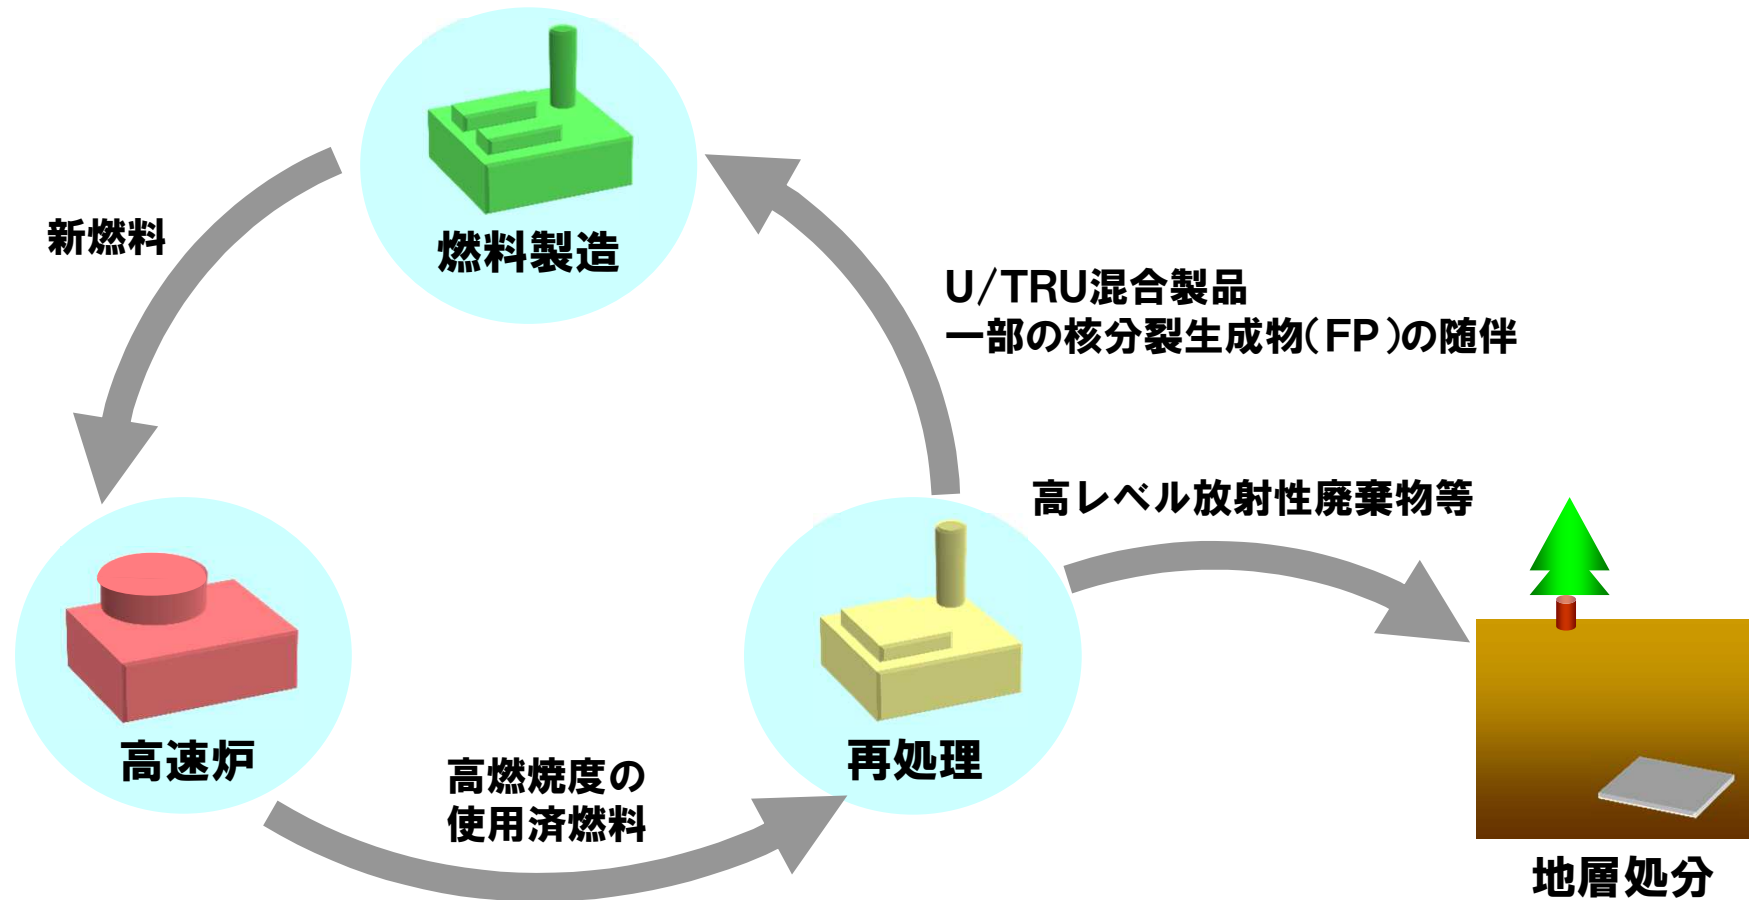 燃料製造
新燃料
U/TRU混合製品
一部の核分裂生成物(FP)の随伴
高レベル放射性廃棄物等
高速炉
高燃焼度の
使用済燃料
再処理
地層処分